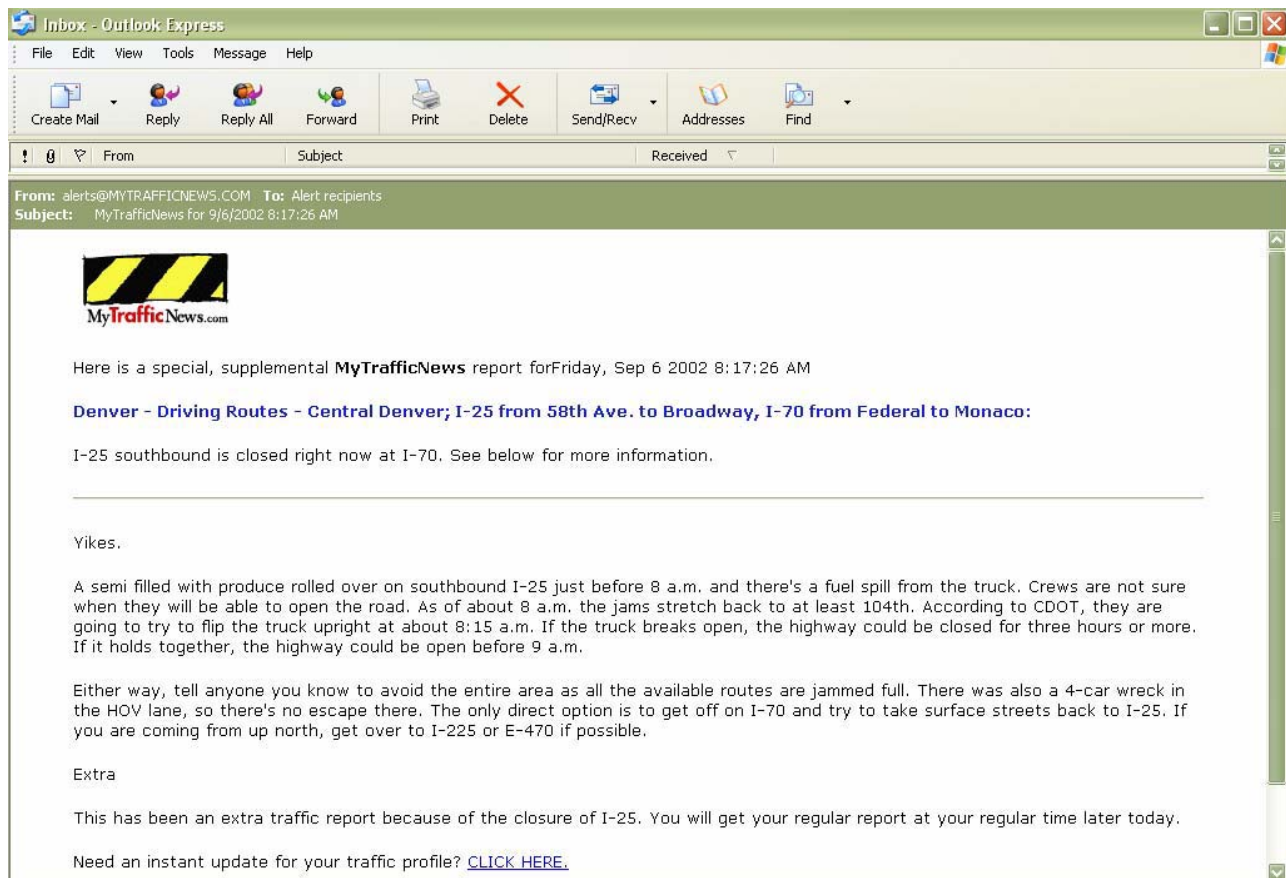 Inbox - Outlook Express
File Edit View Tools Message Help
Create Mail Reply Reply All Forward Print Delete Send/Recv Addresses Find
! From Subject Received
From: alerts@MYTRAFFICNEWS.COM To: Alert recipients
Subject: MyTrafficNews for 9/6/2002 8:17:26 AM
MyTrafficNews.com
Here is a special, supplemental MyTrafficNews report forFriday, Sep 6 2002 8:17:26 AM
Denver - Driving Routes - Central Denver; I-25 from 58th Ave. to Broadway, I-70 from Federal to Monaco:
I-25 southbound is closed right now at I-70. See below for more information.
Yikes.
A semi filled with produce rolled over on southbound I-25 just before 8 a.m. and there's a fuel spill from the truck. Crews are not sure
when they will be able to open the road. As of about 8 a.m. the jams stretch back to at least 104th. According to CDOT, they are
going to try to flip the truck upright at about 8:15 a.m. If the truck breaks open, the highway could be closed for three hours or more.
If it holds together, the highway could be open before 9 a.m.
Either way, tell anyone you know to avoid the entire area as all the available routes are jammed full. There was also a 4-car wreck in
the HOV lane, so there's no escape there. The only direct option is to get off on I-70 and try to take surface streets back to I-25. If
you are coming from up north, get over to I-225 or E-470 if possible.
Extra
This has been an extra traffic report because of the closure of I-25. You will get your regular report at your regular time later today.
Need an instant update for your traffic profile? CLICK HERE.